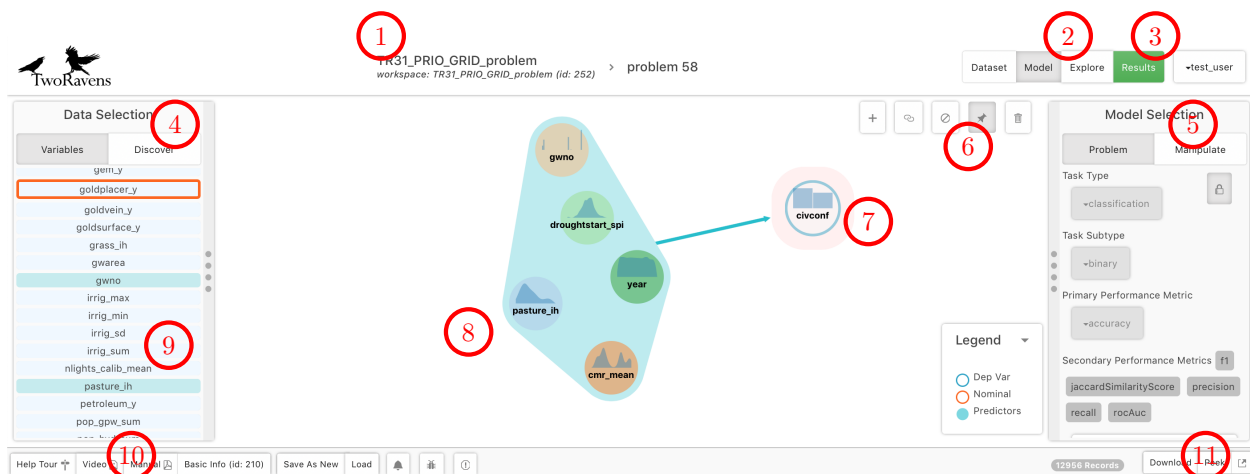 1
2
3
TR31_PRIO_GRID_problem
workspace: TR31_PRIO_GRID_problem (id: 252)
› problem 58
Dataset Model Explore Results
test_user
TwoRavens
Data Selection
4
Variables Discover
gem_y
goldplacer_y
goldvein_y
goldsurface_y
grass_ih
gwarea
gwno
irrig_max
irrig_min
irrig_sd
irrig_sum
9
nlights_calib_mean
pasture_ih
petroleum_y
pop_gpw_sum
gwno
droughtstart_spi
year
pasture_ih
cmr_mean
8
civconf
7
6
Legend
Dep Var
Nominal
Predictors
Model Selection
5
Problem Manipulate
Task Type
classification
Task Subtype
binary
Primary Performance Metric
accuracy
Secondary Performance Metrics f1
jaccardSimilarityScore precision
recall rocAuc
Help Tour Video Manual Basic Info (id: 210) Save As New Load
10
12956 Records
Download Peek
11